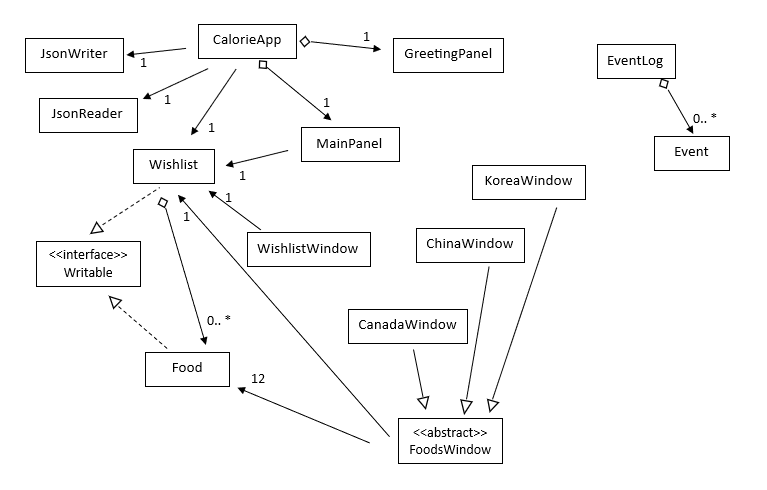 CalorieApp
JsonWriter
1
1
GreetingPanel
EventLog
JsonReader
1
1
1
0.. *
MainPanel
Event
Wishlist
1
KoreaWindow
1
1
WishlistWindow
ChinaWindow
<<interface>>
Writable
0.. *
CanadaWindow
Food
12
<<abstract>>
FoodsWindow